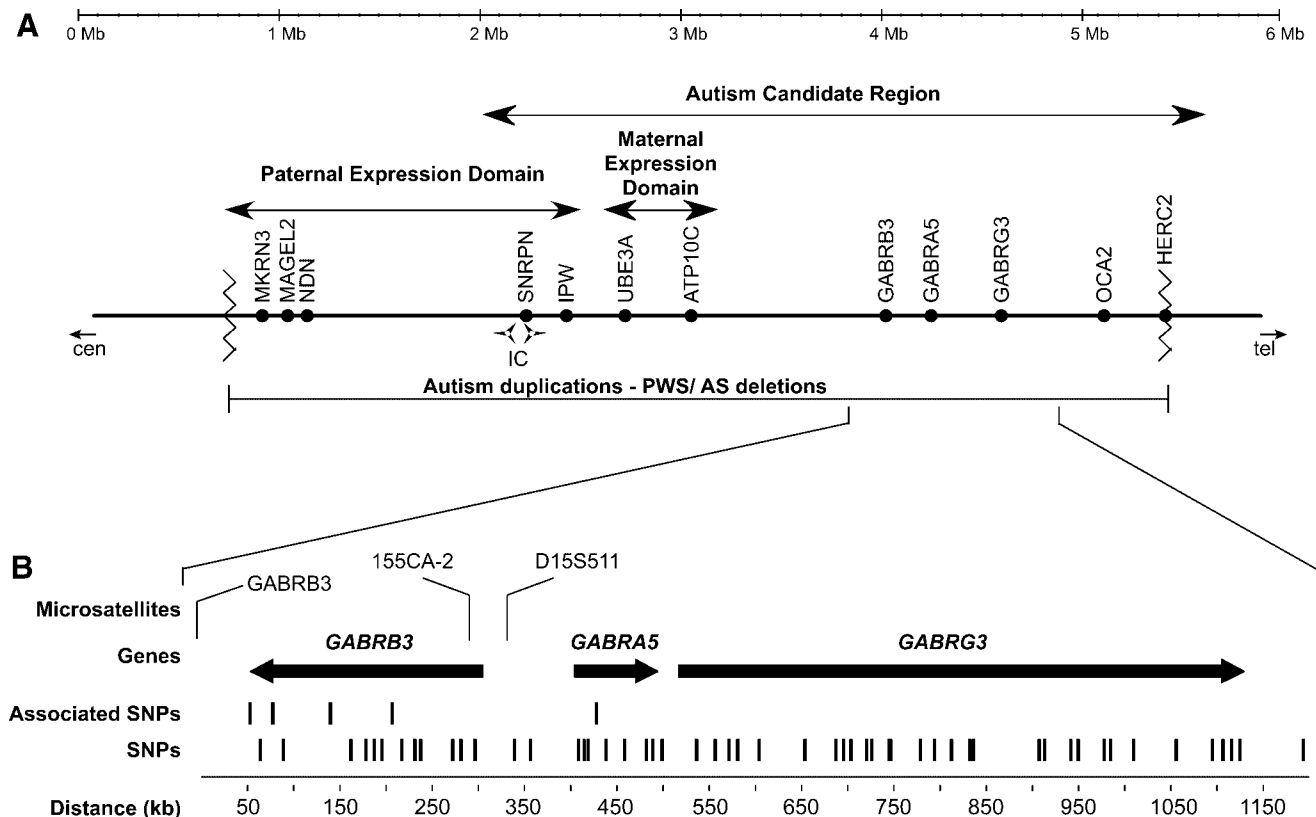 A
0 Mb 1 Mb 2 Mb 3 Mb 4 Mb 5 Mb 6 Mb
Autism Candidate Region
Maternal
Expression
Domain
Paternal Expression Domain
MKRN3 MAGEL2 NDN SNRPN IPW UBE3A ATP10C GABRB3 GABRA5 GABRG3 OCA2 HERC2
cen IC tel
Autism duplications - PWS/ AS deletions
B
155CA-2 D15S511
GABRB3
Microsatellites
GABRB3 GABRA5 GABRG3
Genes
Associated SNPs
SNPs
Distance (kb) 50 150 250 350 450 550 650 750 850 950 1050 1150